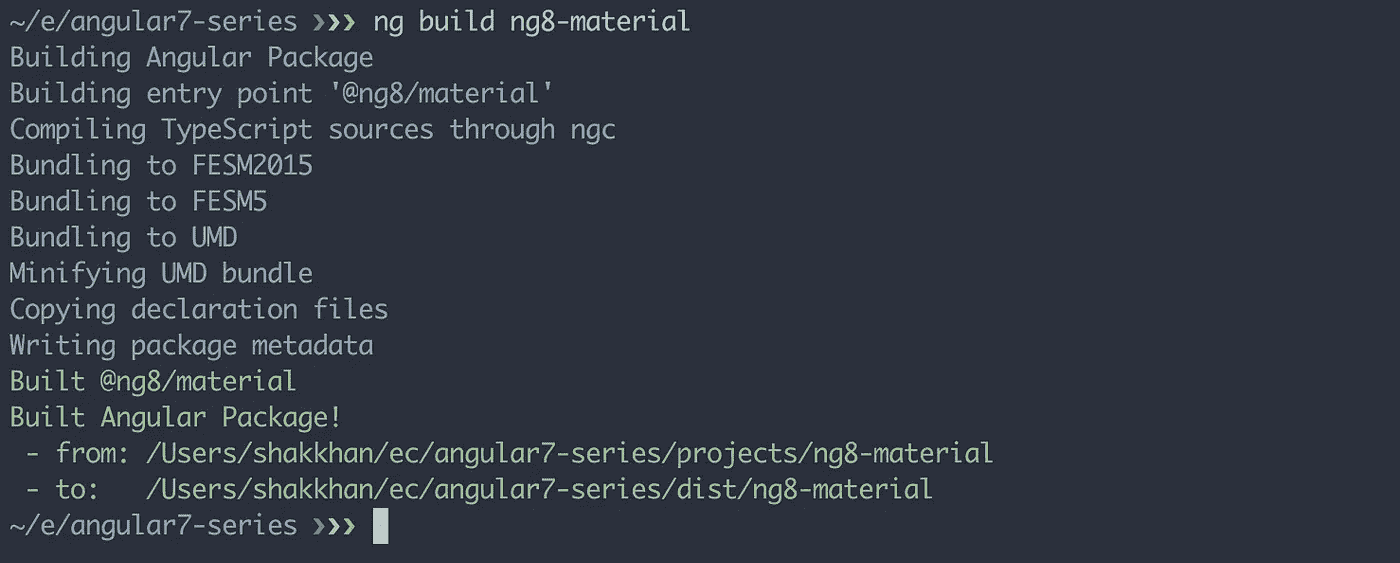 ~/e/angular7-series ❯❯❯ ng build ng8-material
Building Angular Package
Building entry point '@ng8/material'
Compiling TypeScript sources through ngc
Bundling to FESM2015
Bundling to FESM5
Bundling to UMD
Minifying UMD bundle
Copying declaration files
Writing package metadata
Built @ng8/material
Built Angular Package!
 - from: /Users/shakkhan/ec/angular7-series/projects/ng8-material
 - to:   /Users/shakkhan/ec/angular7-series/dist/ng8-material
~/e/angular7-series ❯❯❯